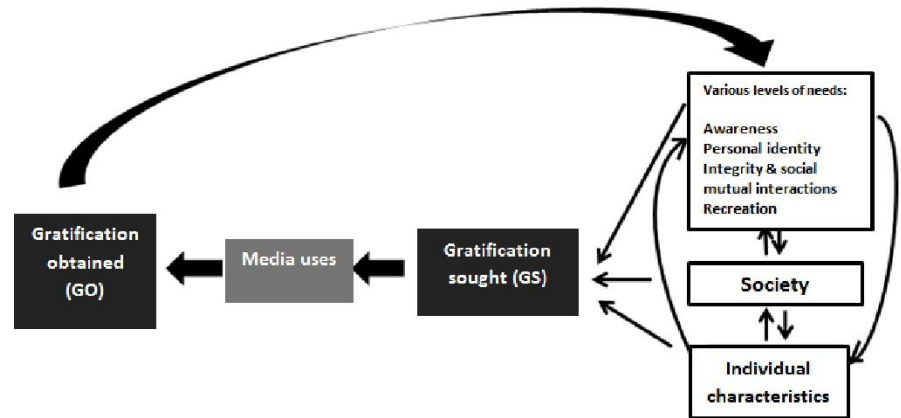 Various levels of needs:
Awareness
Personal identity
Integrity & social
mutual interactions
Recreation
Gratification
obtained
(GO)
Media uses
Gratification
sought (GS)
Society
Individual
characteristics